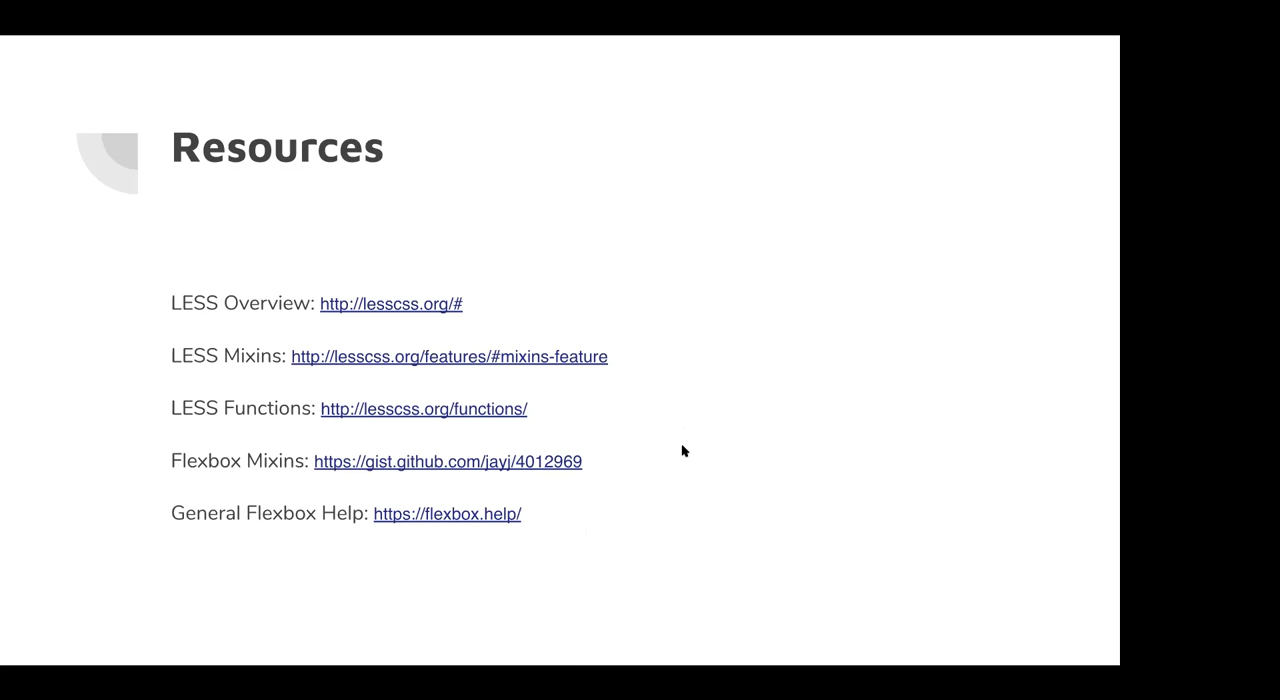 Resources
LESS Overview: http://lesscss.org/#
LESS Mixins: http://lesscss.org/features/#mixins-feature
LESS Functions: http://lesscss.org/functions/
Flexbox Mixins: https://gist.github.com/jayj/4012969
General Flexbox Help: https://flexbox.help/